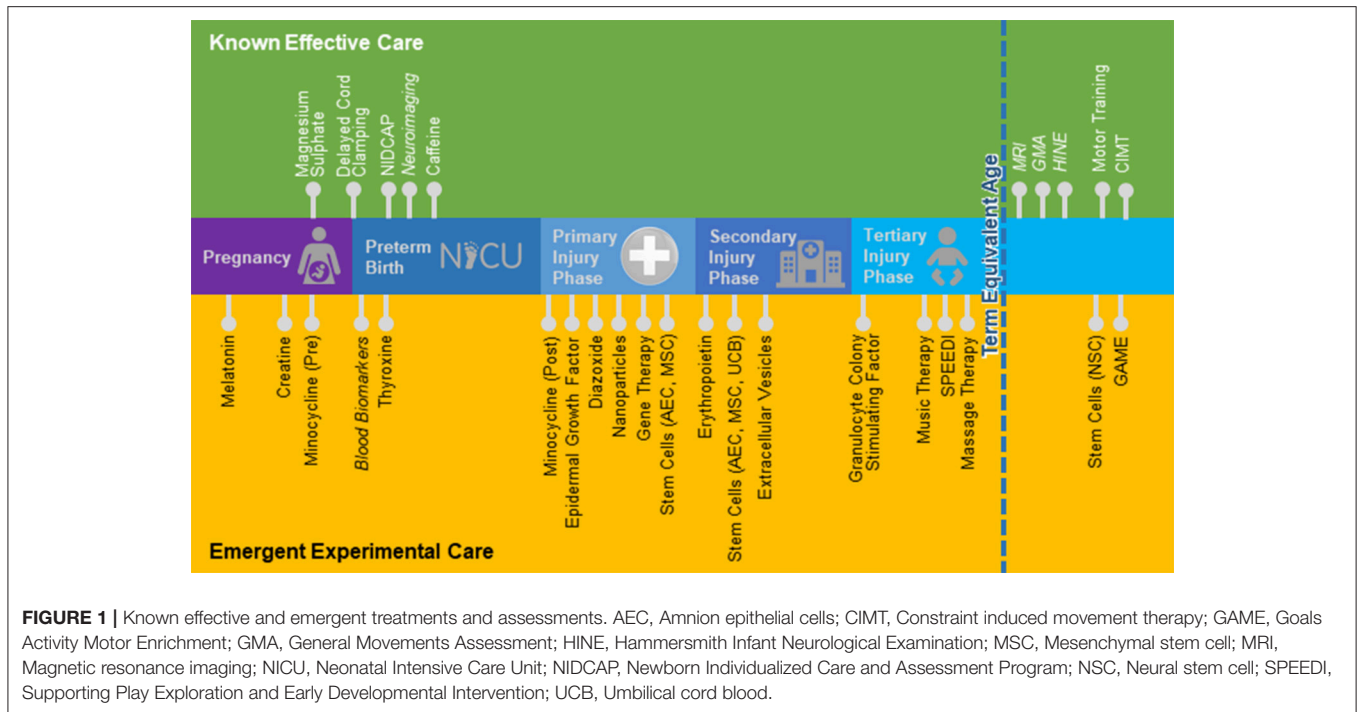 Known Effective Care
Magnesium
Sulphate
Delayed Cord
Clamping
NIDCAP
Neuroimaging
Caffeine
MRI
GMA
HINE
Motor Training
CIMT
Pregnancy
Preterm
Birth
NICU
Primary
Injury
Phase
Secondary
Injury
Phase
Tertiary
Injury
Phase
Term Equivalent Age
Melatonin
Creatine
Minocycline (Pre)
Blood Biomarkers
Thyroxine
Minocycline (Post)
Epidermal Growth Factor
Diazoxide
Nanoparticles
Gene Therapy
Stem Cells (AEC, MSC)
Erythropoietin
Stem Cells (AEC, MSC, UCB)
Extracellular Vesicles
Granulocyte Colony
Stimulating Factor
Music Therapy
SPEEDI
Massage Therapy
Stem Cells (NSC)
GAME
Emergent Experimental Care
FIGURE 1 | Known effective and emergent treatments and assessments. AEC, Amnion epithelial cells; CIMT, Constraint induced movement therapy; GAME, Goals
Activity Motor Enrichment; GMA, General Movements Assessment; HINE, Hammersmith Infant Neurological Examination; MSC, Mesenchymal stem cell; MRI,
Magnetic resonance imaging; NICU, Neonatal Intensive Care Unit; NIDCAP, Newborn Individualized Care and Assessment Program; NSC, Neural stem cell; SPEEDI,
Supporting Play Exploration and Early Developmental Intervention; UCB, Umbilical cord blood.